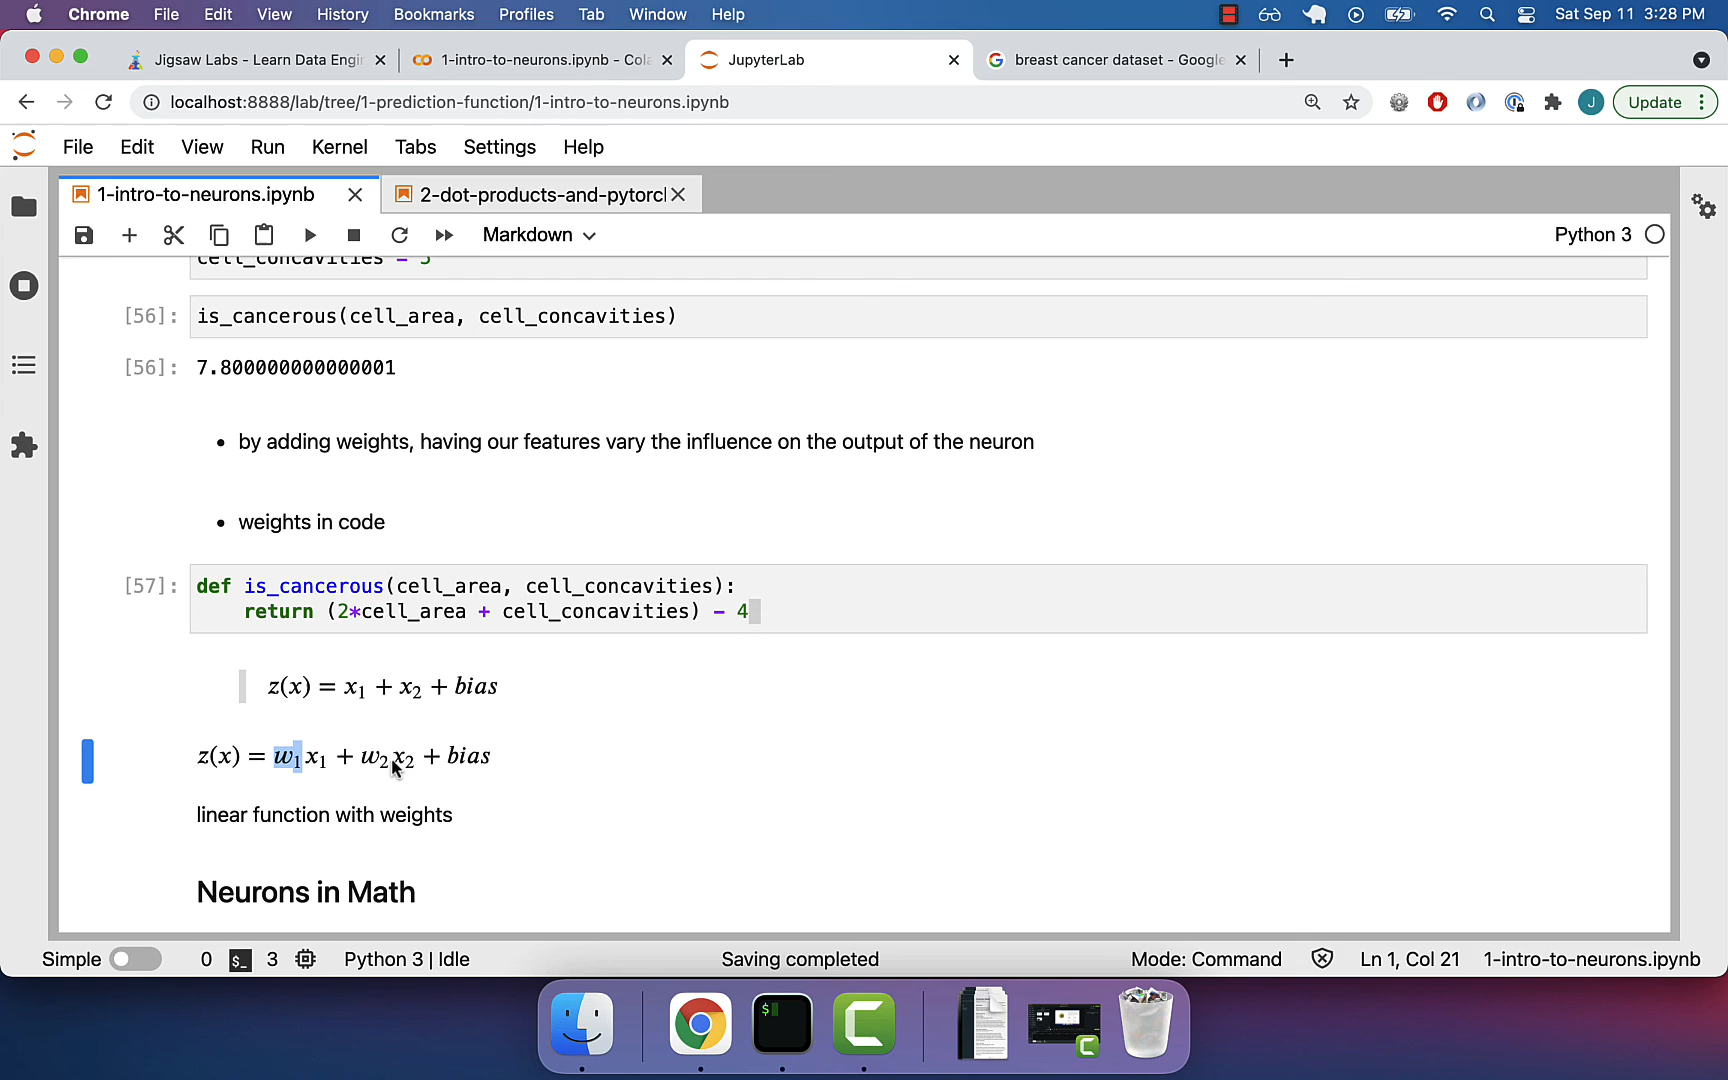 Chrome File Edit View History Bookmarks Profiles Tab Window Help Sat Sep 11 3:28 PM
Jigsaw Labs - Learn Data Engi 1-intro-to-neurons.ipynb - Cola JupyterLab breast cancer dataset - Google
localhost:8888/lab/tree/1-prediction-function/1-intro-to-neurons.ipynb J Update
File Edit View Run Kernel Tabs Settings Help
1-intro-to-neurons.ipynb 2-dot-products-and-pytorcl
Markdown Python 3
cell_concavities =
[56]: is_cancerous(cell_area, cell_concavities)
[56]: 7.800000000000001
• by adding weights, having our features vary the influence on the output of the neuron
• weights in code
[57]: def is_cancerous(cell_area, cell_concavities):
return (2*cell_area + cell_concavities) - 4
z(x) = x₁ + x₂ + bias
z(x) = w₁x₁ + w₂x₂ + bias
linear function with weights
Neurons in Math
Simple 0 $_ 3 Python 3 | Idle Saving completed Mode: Command Ln 1, Col 21 1-intro-to-neurons.ipynb
$